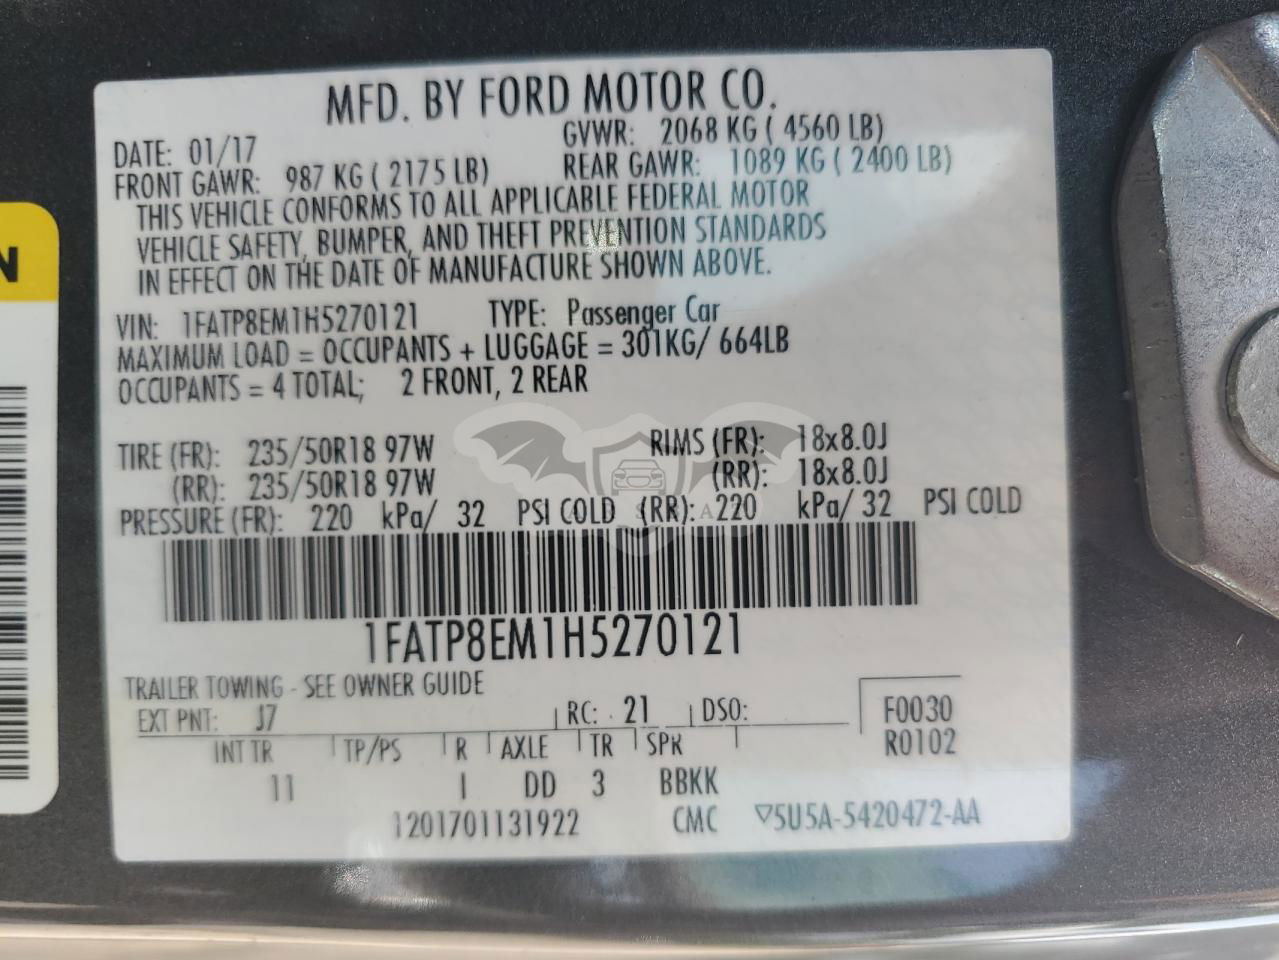 MFD. BY FORD MOTOR CO.
DATE: 01/17 GVWR: 2068 KG ( 4560 LB)
FRONT GAWR: 987 KG ( 2175 LB) REAR GAWR: 1089 KG ( 2400 LB)
THIS VEHICLE CONFORMS TO ALL APPLICABLE FEDERAL MOTOR
VEHICLE SAFETY, BUMPER, AND THEFT PREVENTION STANDARDS
IN EFFECT ON THE DATE OF MANUFACTURE SHOWN ABOVE.
VIN: 1FATP8EM1H5270121 TYPE: Passenger Car
MAXIMUM LOAD = OCCUPANTS + LUGGAGE = 301KG/ 664LB
OCCUPANTS = 4 TOTAL; 2 FRONT, 2 REAR
TIRE (FR): 235/50R18 97W RIMS (FR): 18x8.0J
(RR): 235/50R18 97W (RR): 18x8.0J
PRESSURE (FR): 220 kPa/ 32 PSI COLD (RR): 220 kPa/ 32 PSI COLD
1FATP8EM1H5270121
TRAILER TOWING - SEE OWNER GUIDE
EXT PNT: J7 RC: 21 DSO: F0030
INT TR TP/PS R AXLE TR SPR R0102
11 I DD 3 BBKK
1201701131922 CMC ▽5U5A-5420472-AA
N